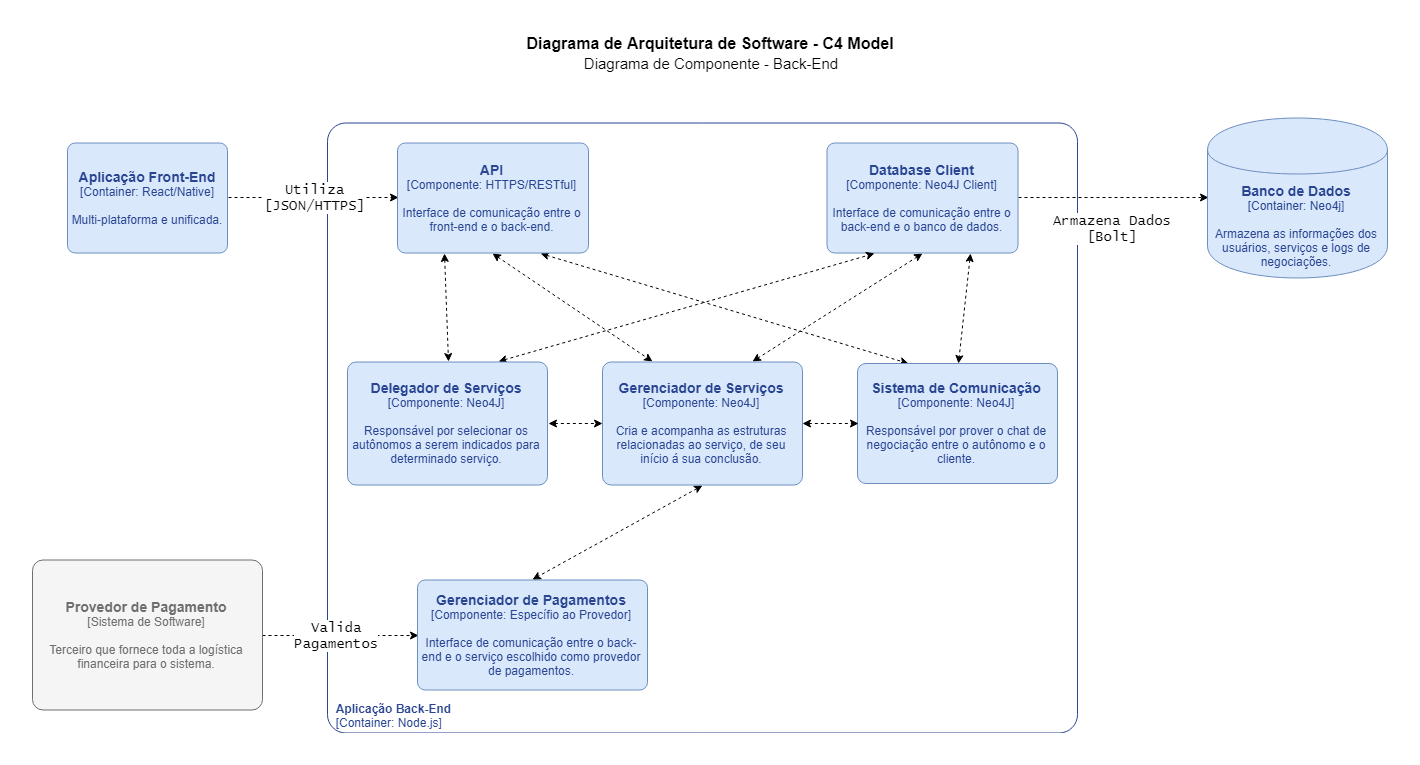 Diagrama de Arquitetura de Software - C4 Model
Diagrama de Componente - Back-End
Aplicação Front-End
[Container: React/Native]
Multi-plataforma e unificada.
Utiliza
[JSON/HTTPS]
API
[Componente: HTTPS/RESTful]
Interface de comunicação entre o
front-end e o back-end.
Database Client
[Componente: Neo4J Client]
Interface de comunicação entre o
back-end e o banco de dados.
Armazena Dados
[Bolt]
Banco de Dados
[Container: Neo4j]
Armazena as informações dos
usuários, serviços e logs de
negociações.
Delegador de Serviços
[Componente: Neo4J]
Responsável por selecionar os
autônomos a serem indicados para
determinado serviço.
Gerenciador de Serviços
[Componente: Neo4J]
Cria e acompanha as estruturas
relacionadas ao serviço, de seu
início á sua conclusão.
Sistema de Comunicação
[Componente: Neo4J]
Responsável por prover o chat de
negociação entre o autônomo e o
cliente.
Provedor de Pagamento
[Sistema de Software]
Terceiro que fornece toda a logística
financeira para o sistema.
Valida
Pagamentos
Gerenciador de Pagamentos
[Componente: Específio ao Provedor]
Interface de comunicação entre o back-
end e o serviço escolhido como provedor
de pagamentos.
Aplicação Back-End
[Container: Node.js]